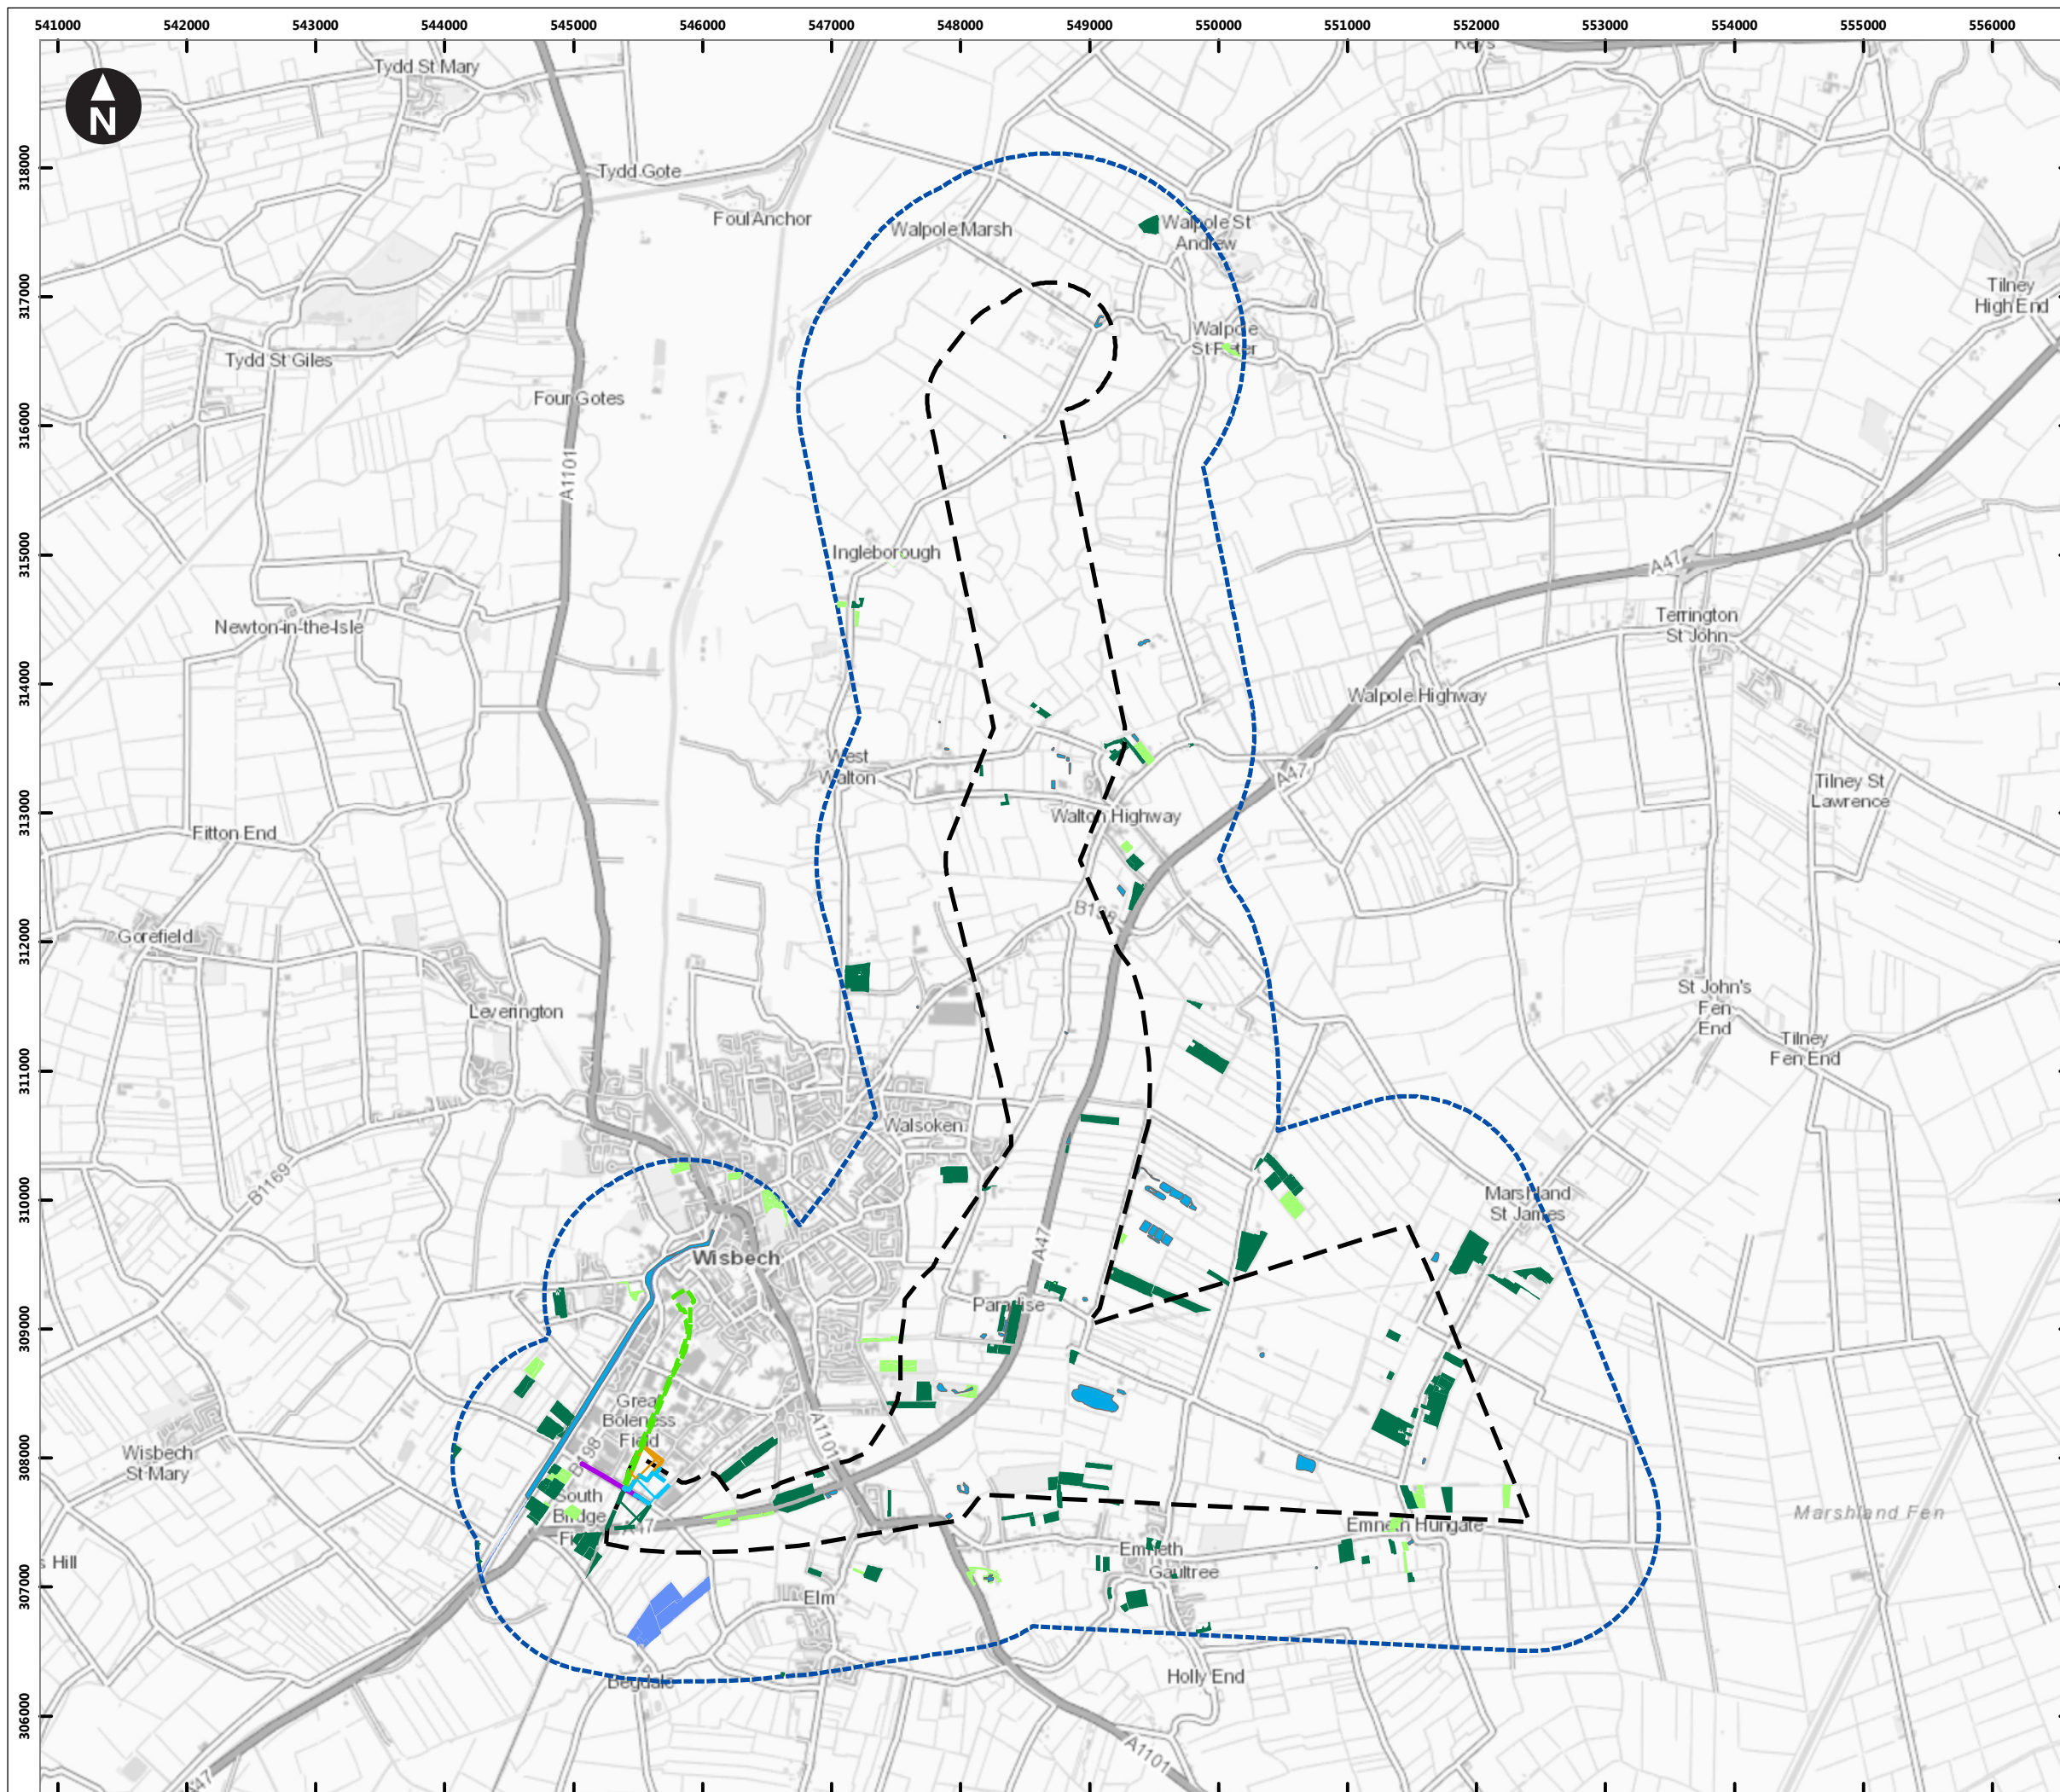 541000 542000 543000 544000 545000 546000 547000 548000 549000 550000 551000 552000 553000 554000 555000 556000
Keys
Tydd St Mary
N
318000
Tydd Gote
Foul Anchor
Walpole Marsh
Walpole St
Andrew
317000
Tilney
High End
Walpole
St Peter
Tydd St Giles
Four Gotes
316000
A1101
315000
Ingleborough
A47
Newton-in-the-Isle
Terrington
St John
314000
Walpole Highway
West
Walton
A47
Tilney St
Lawrence
313000
Walton Highway
Fitton End
B198
312000
Gorefield
Leverington
St John's
Fen
End
Tilney
Fen End
311000
Walsoken
B1169
310000
Marshland
St James
A47
Wisbech
309000
Paradise
Great
Boleness
Field
A1101
308000
B198
Wisbech
St Mary
South
Bridge
A47
Marshland Fen
Emneth Hungate
Emneth
Gaultree
s Hill
307000
Elm
Begdale
Holly End
306000
A1101
A47